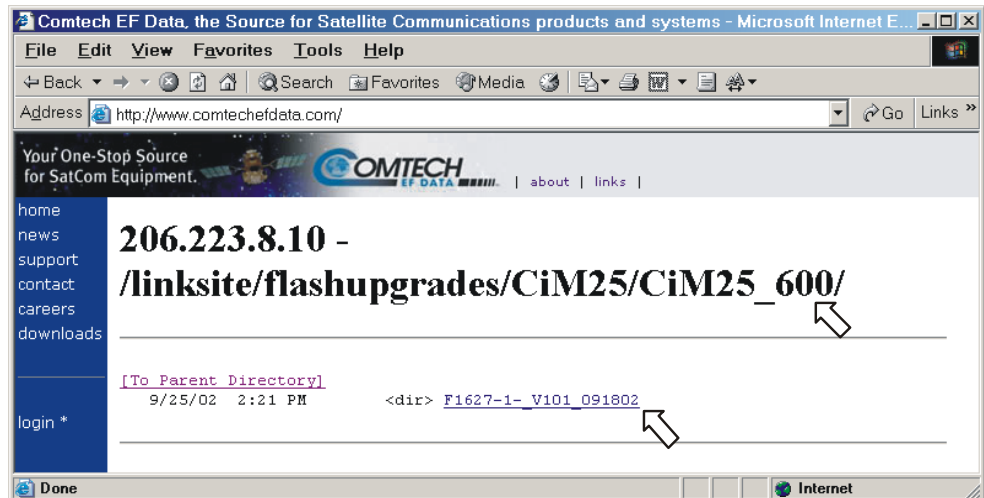 Comtech EF Data, the Source for Satellite Communications products and systems - Microsoft Internet E...
File Edit View Favorites Tools Help
Back Search Favorites Media
Address http://www.comtechefdata.com/ Go Links »
Your One-Stop Source
for SatCom Equipment.
COMTECH
EF DATA
| about | links |
home
news
support
contact
careers
downloads
login *
206.223.8.10 -
/linksite/flashupgrades/CiM25/CiM25_600/
[To Parent Directory]
9/25/02 2:21 PM <dir> F1627-1-_V101_091802
Done Internet